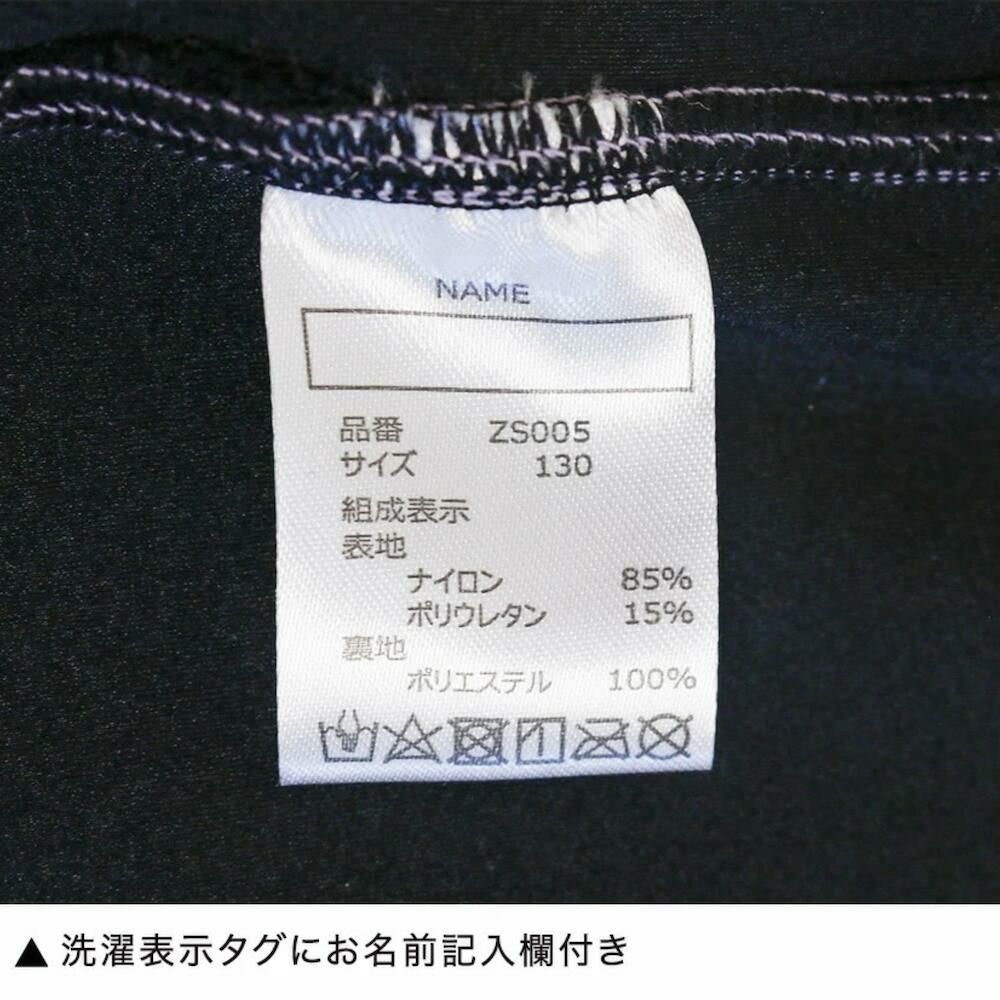 NAME
品番 ZS005
サイズ 130
組成表示
表地
ナイロン 85%
ポリウレタン 15%
裏地
ポリエステル 100%
▲ 洗濯表示タグにお名前記入欄付き